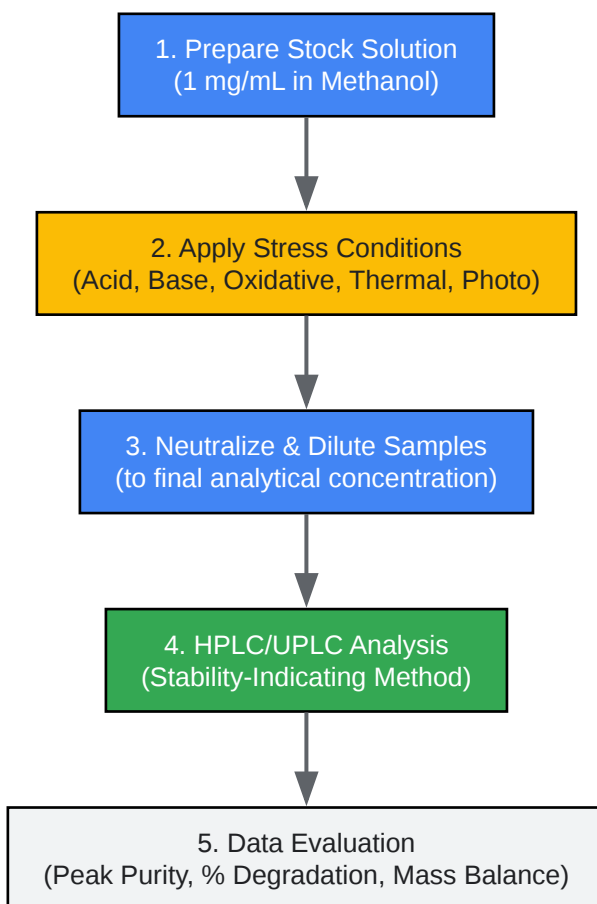 1. Prepare Stock Solution
(1 mg/mL in Methanol)
2. Apply Stress Conditions
(Acid, Base, Oxidative, Thermal, Photo)
3. Neutralize & Dilute Samples
(to final analytical concentration)
4. HPLC/UPLC Analysis
(Stability-Indicating Method)
5. Data Evaluation
(Peak Purity, % Degradation, Mass Balance)